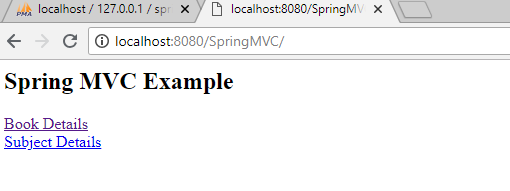 PMA
localhost / 127.0.0.1 / spr
localhost:8080/SpringMV
localhost:8080/SpringMVC/
Spring MVC Example
Book Details
Subject Details